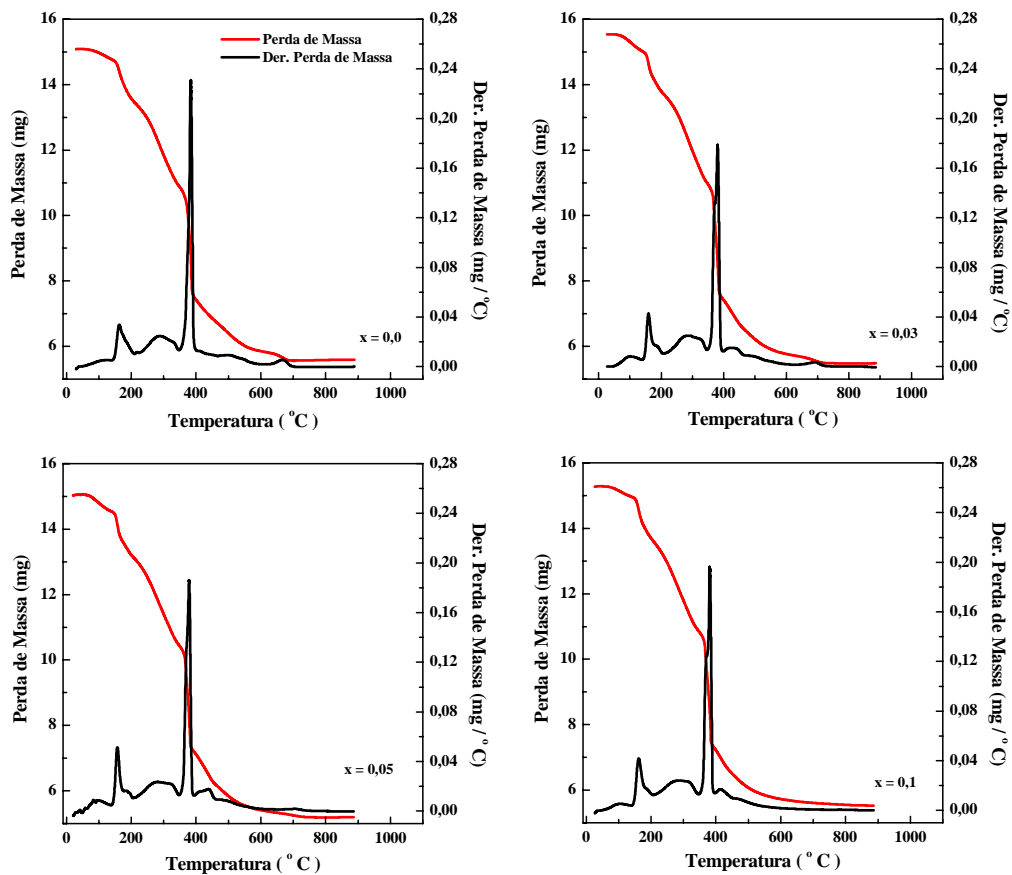 16
14
12
10
8
6
Perda de Massa (mg)
0,28
0,24
0,20
0,16
0,12
0,08
0,04
0,00
Der. Perda de Massa (mg / °C)
Perda de Massa
Der. Perda de Massa
x = 0,0
0 200 400 600 800 1000
Temperatura ( °C )
16
14
12
10
8
6
Perda de Massa (mg)
0,28
0,24
0,20
0,16
0,12
0,08
0,04
0,00
Der. Perda de Massa (mg / °C)
x = 0,03
0 200 400 600 800 1000
Temperatura ( °C )
16
14
12
10
8
6
Perda de Massa (mg)
0,28
0,24
0,20
0,16
0,12
0,08
0,04
0,00
Der. Perda de Massa (mg / °C)
x = 0,05
0 200 400 600 800 1000
Temperatura ( °C )
16
14
12
10
8
6
Perda de Massa (mg)
0,28
0,24
0,20
0,16
0,12
0,08
0,04
0,00
Der. Perda de Massa (mg / °C)
x = 0,1
0 200 400 600 800 1000
Temperatura ( °C )